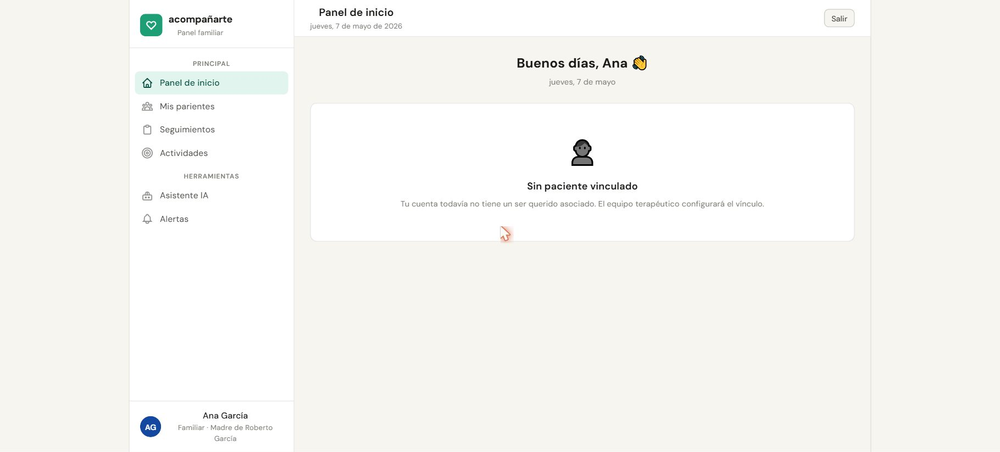 acompañarte
Panel familiar
PRINCIPAL
Panel de inicio
Mis parientes
Seguimientos
Actividades
HERRAMIENTAS
Asistente IA
Alertas
AG
Ana García
Familiar · Madre de Roberto
García
Panel de inicio
jueves, 7 de mayo de 2026
Salir
Buenos días, Ana 👋
jueves, 7 de mayo
Sin paciente vinculado
Tu cuenta todavía no tiene un ser querido asociado. El equipo terapéutico configurará el vínculo.